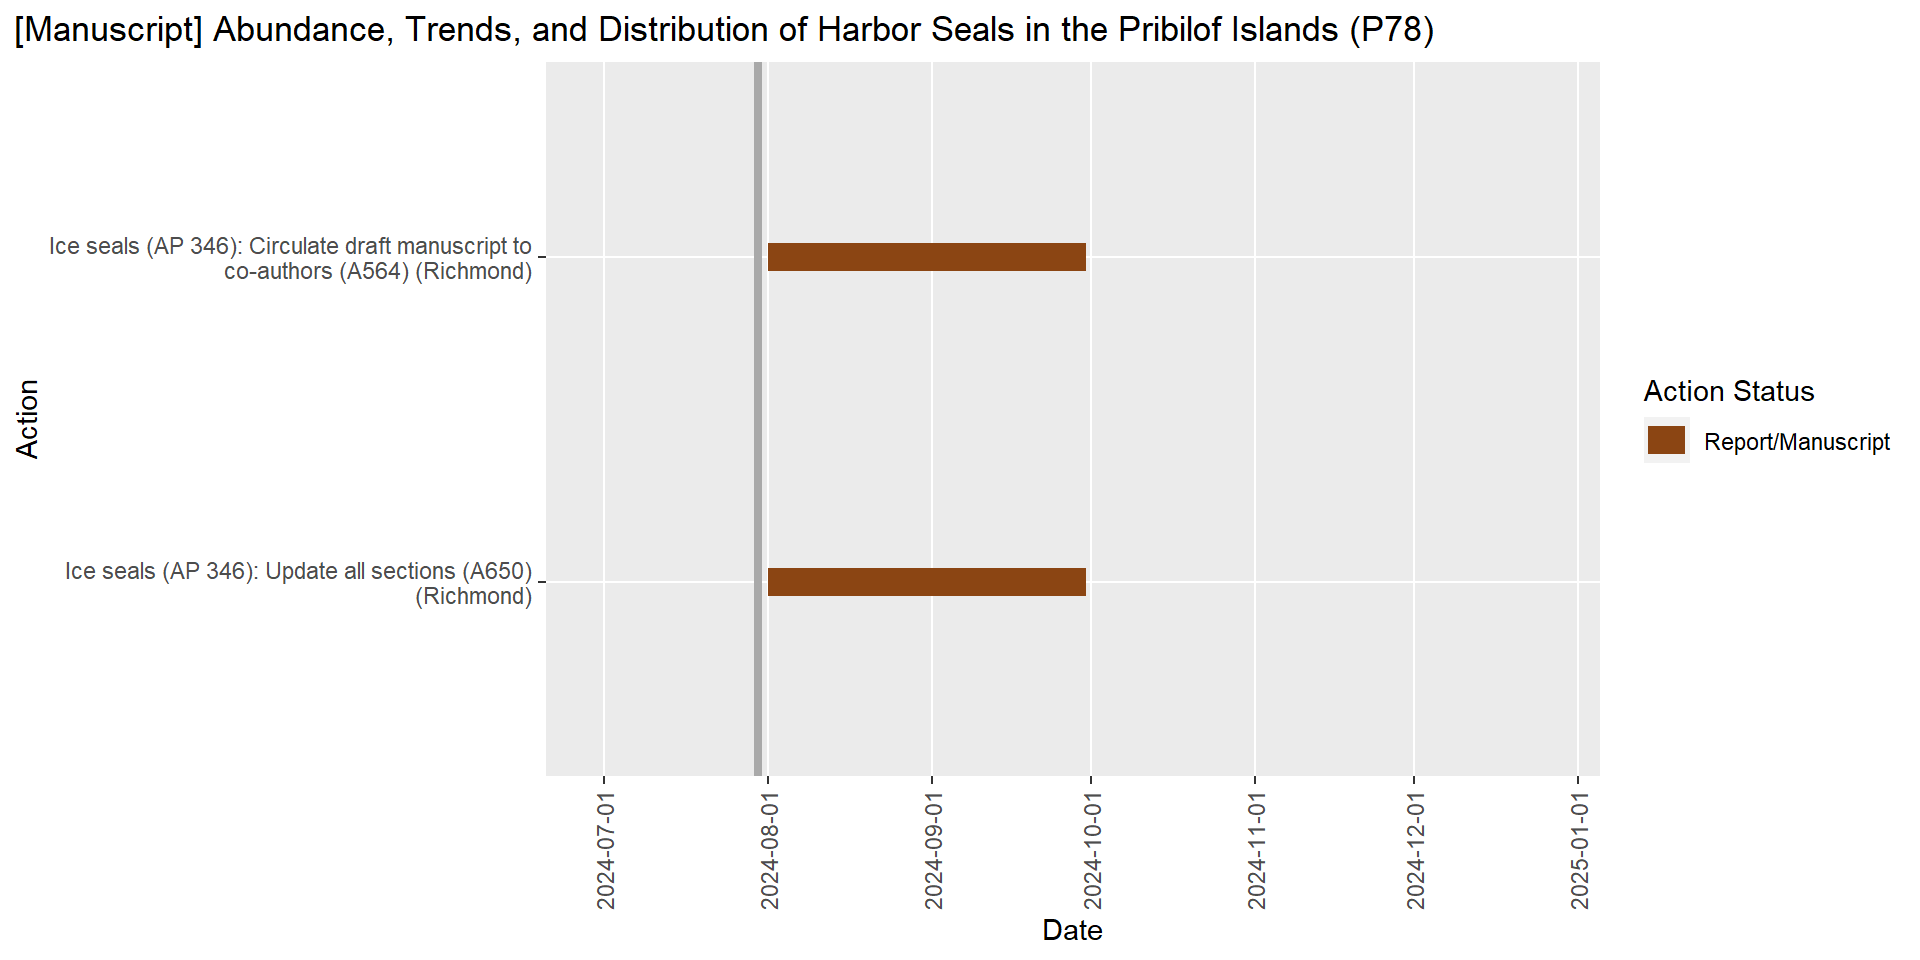 [Manuscript] Abundance, Trends, and Distribution of Harbor Seals in the Pribilof Islands (P78)
Action
Ice seals (AP 346): Circulate draft manuscript to
co-authors (A564) (Richmond)
Ice seals (AP 346): Update all sections (A650)
(Richmond)
2024-07-01
2024-08-01
2024-09-01
2024-10-01
2024-11-01
2024-12-01
2025-01-01
Date
Action Status
Report/Manuscript